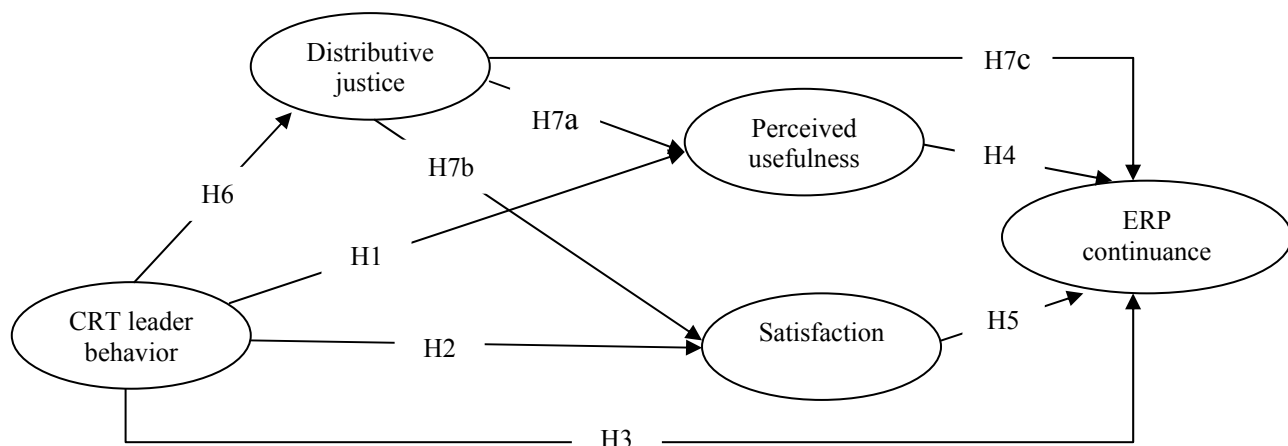 Distributive
justice
H7c
H7a
Perceived
usefulness
H4
H7b
H6
ERP
continuance
H1
CRT leader
behavior
H2
Satisfaction
H5
H3